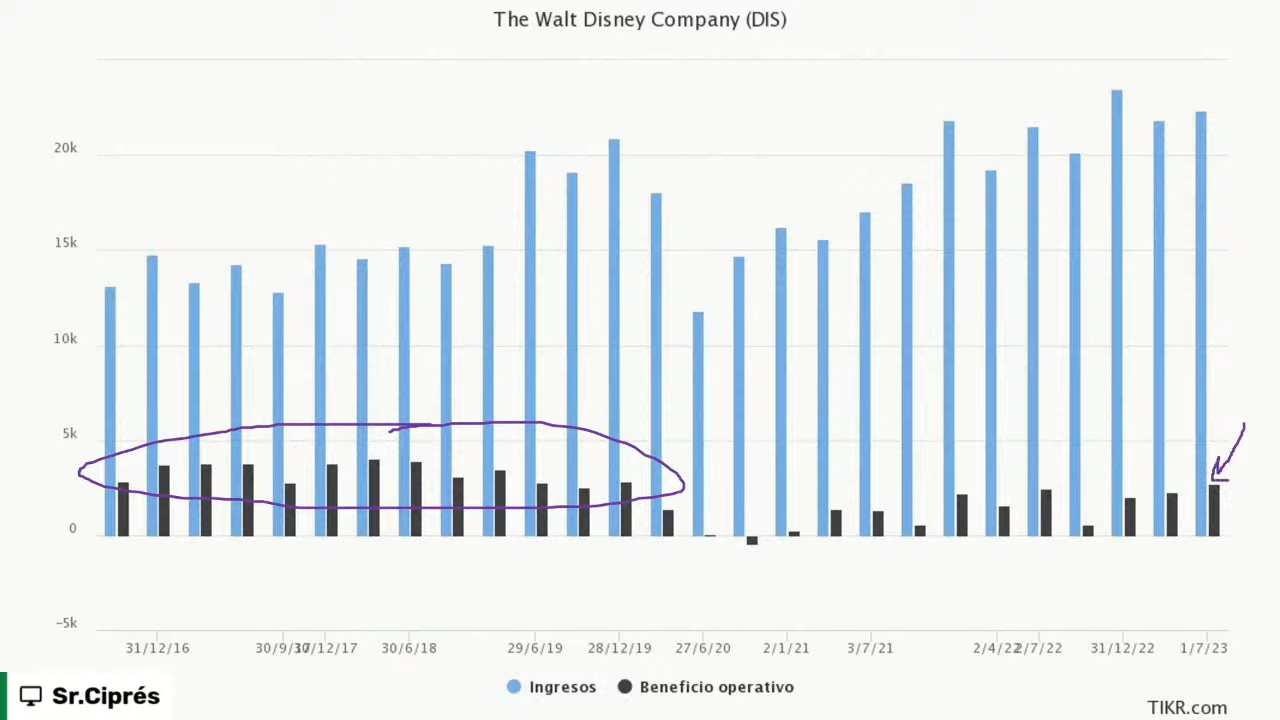 The Walt Disney Company (DIS)
20k
15k
10k
5k
0
−5k
31/12/16 30/9/17 30/12/17 30/6/18 29/6/19 28/12/19 27/6/20 2/1/21 3/7/21 2/4/22 2/7/22 31/12/22 1/7/23
Ingresos Beneficio operativo
Sr.Ciprés
TIKR.com